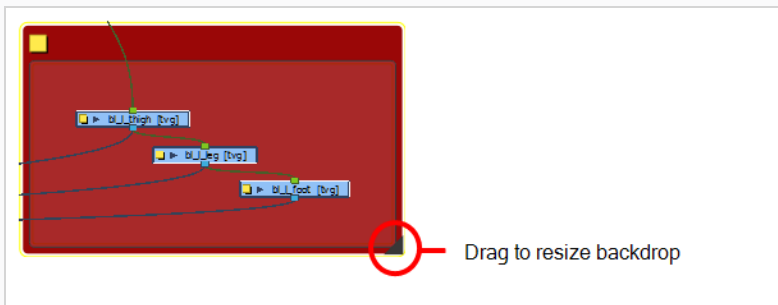 bl_l_thigh [tvg]
bl_l_leg [tvg]
bl_l_foot [tvg]
Drag to resize backdrop